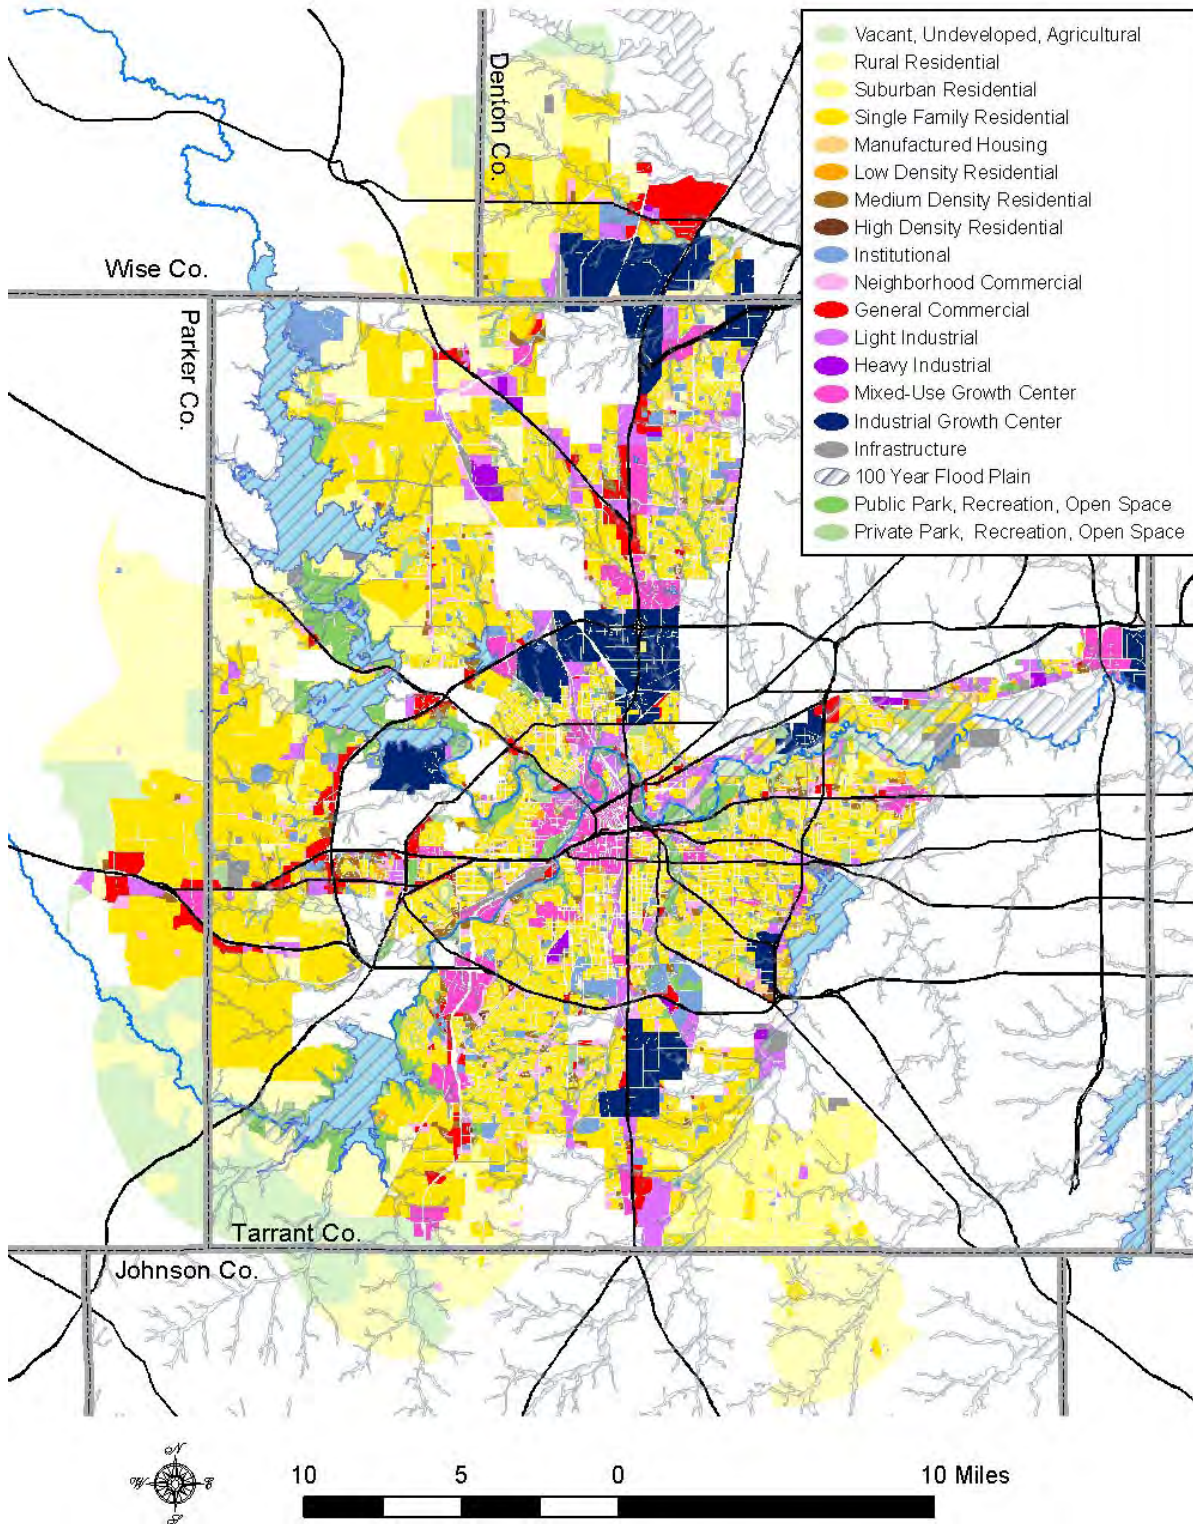 Vacant, Undeveloped, Agricultural
Rural Residential
Suburban Residential
Single Family Residential
Manufactured Housing
Low Density Residential
Medium Density Residential
High Density Residential
Institutional
Neighborhood Commercial
General Commercial
Light Industrial
Heavy Industrial
Mixed-Use Growth Center
Industrial Growth Center
Infrastructure
100 Year Flood Plain
Public Park, Recreation, Open Space
Private Park, Recreation, Open Space
Denton Co.
Wise Co.
Parker Co.
Tarrant Co.
Johnson Co.
N
W E
S
10 5 0 10 Miles